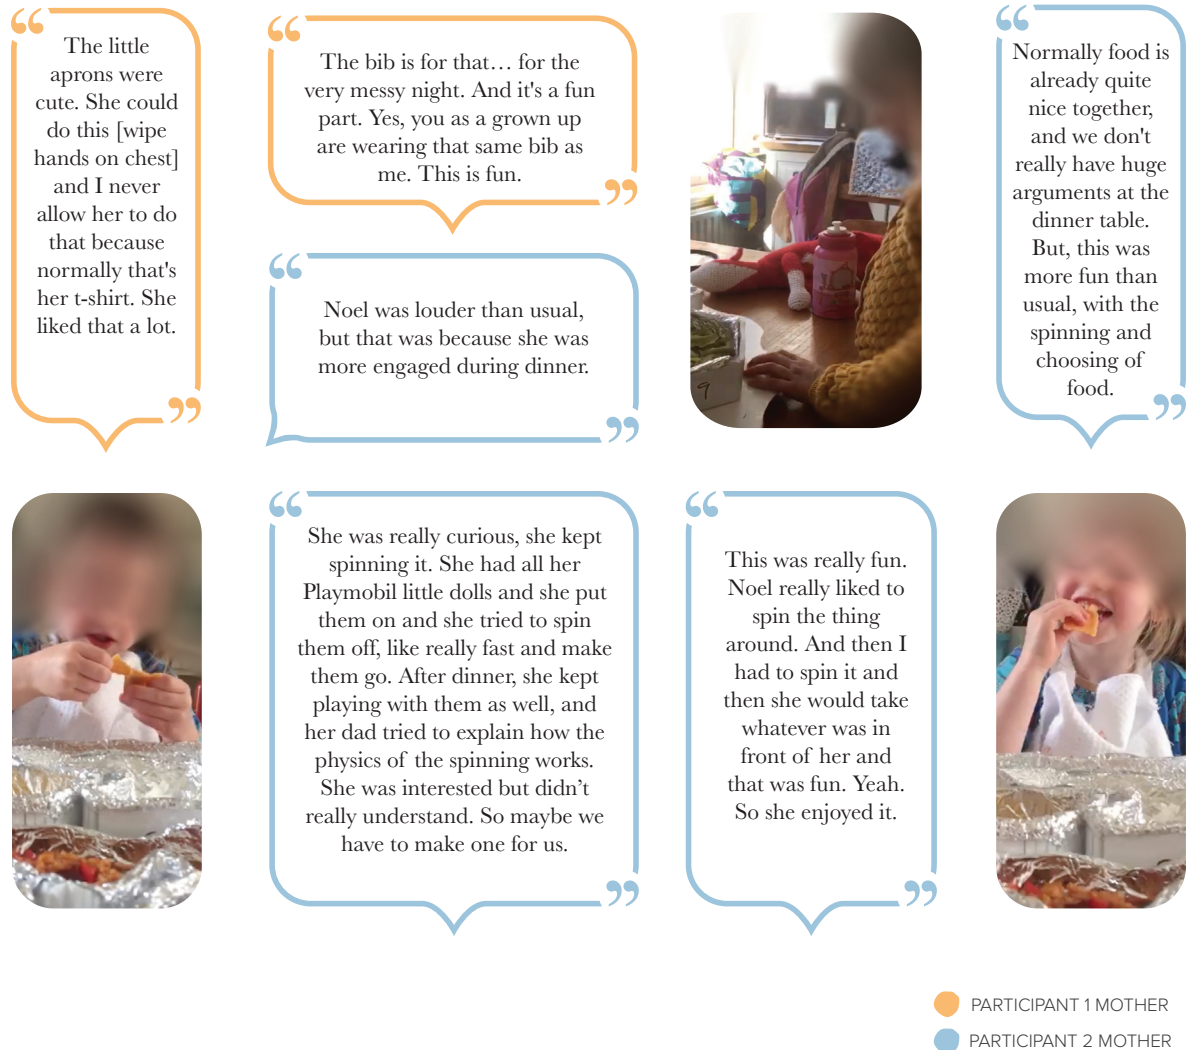 The little
aprons were
cute. She could
do this [wipe
hands on chest]
and I never
allow her to do
that because
normally that's
her t-shirt. She
liked that a lot.
The bib is for that… for the
very messy night. And it's a fun
part. Yes, you as a grown up
are wearing that same bib as
me. This is fun.
Noel was louder than usual,
but that was because she was
more engaged during dinner.
Normally food is
already quite
nice together,
and we don't
really have huge
arguments at the
dinner table.
But, this was
more fun than
usual, with the
spinning and
choosing of
food.
She was really curious, she kept
spinning it. She had all her
Playmobil little dolls and she put
them on and she tried to spin
them off, like really fast and make
them go. After dinner, she kept
playing with them as well, and
her dad tried to explain how the
physics of the spinning works.
She was interested but didn’t
really understand. So maybe we
have to make one for us.
This was really fun.
Noel really liked to
spin the thing
around. And then I
had to spin it and
then she would take
whatever was in
front of her and
that was fun. Yeah.
So she enjoyed it.
9
PARTICIPANT 1 MOTHER
PARTICIPANT 2 MOTHER